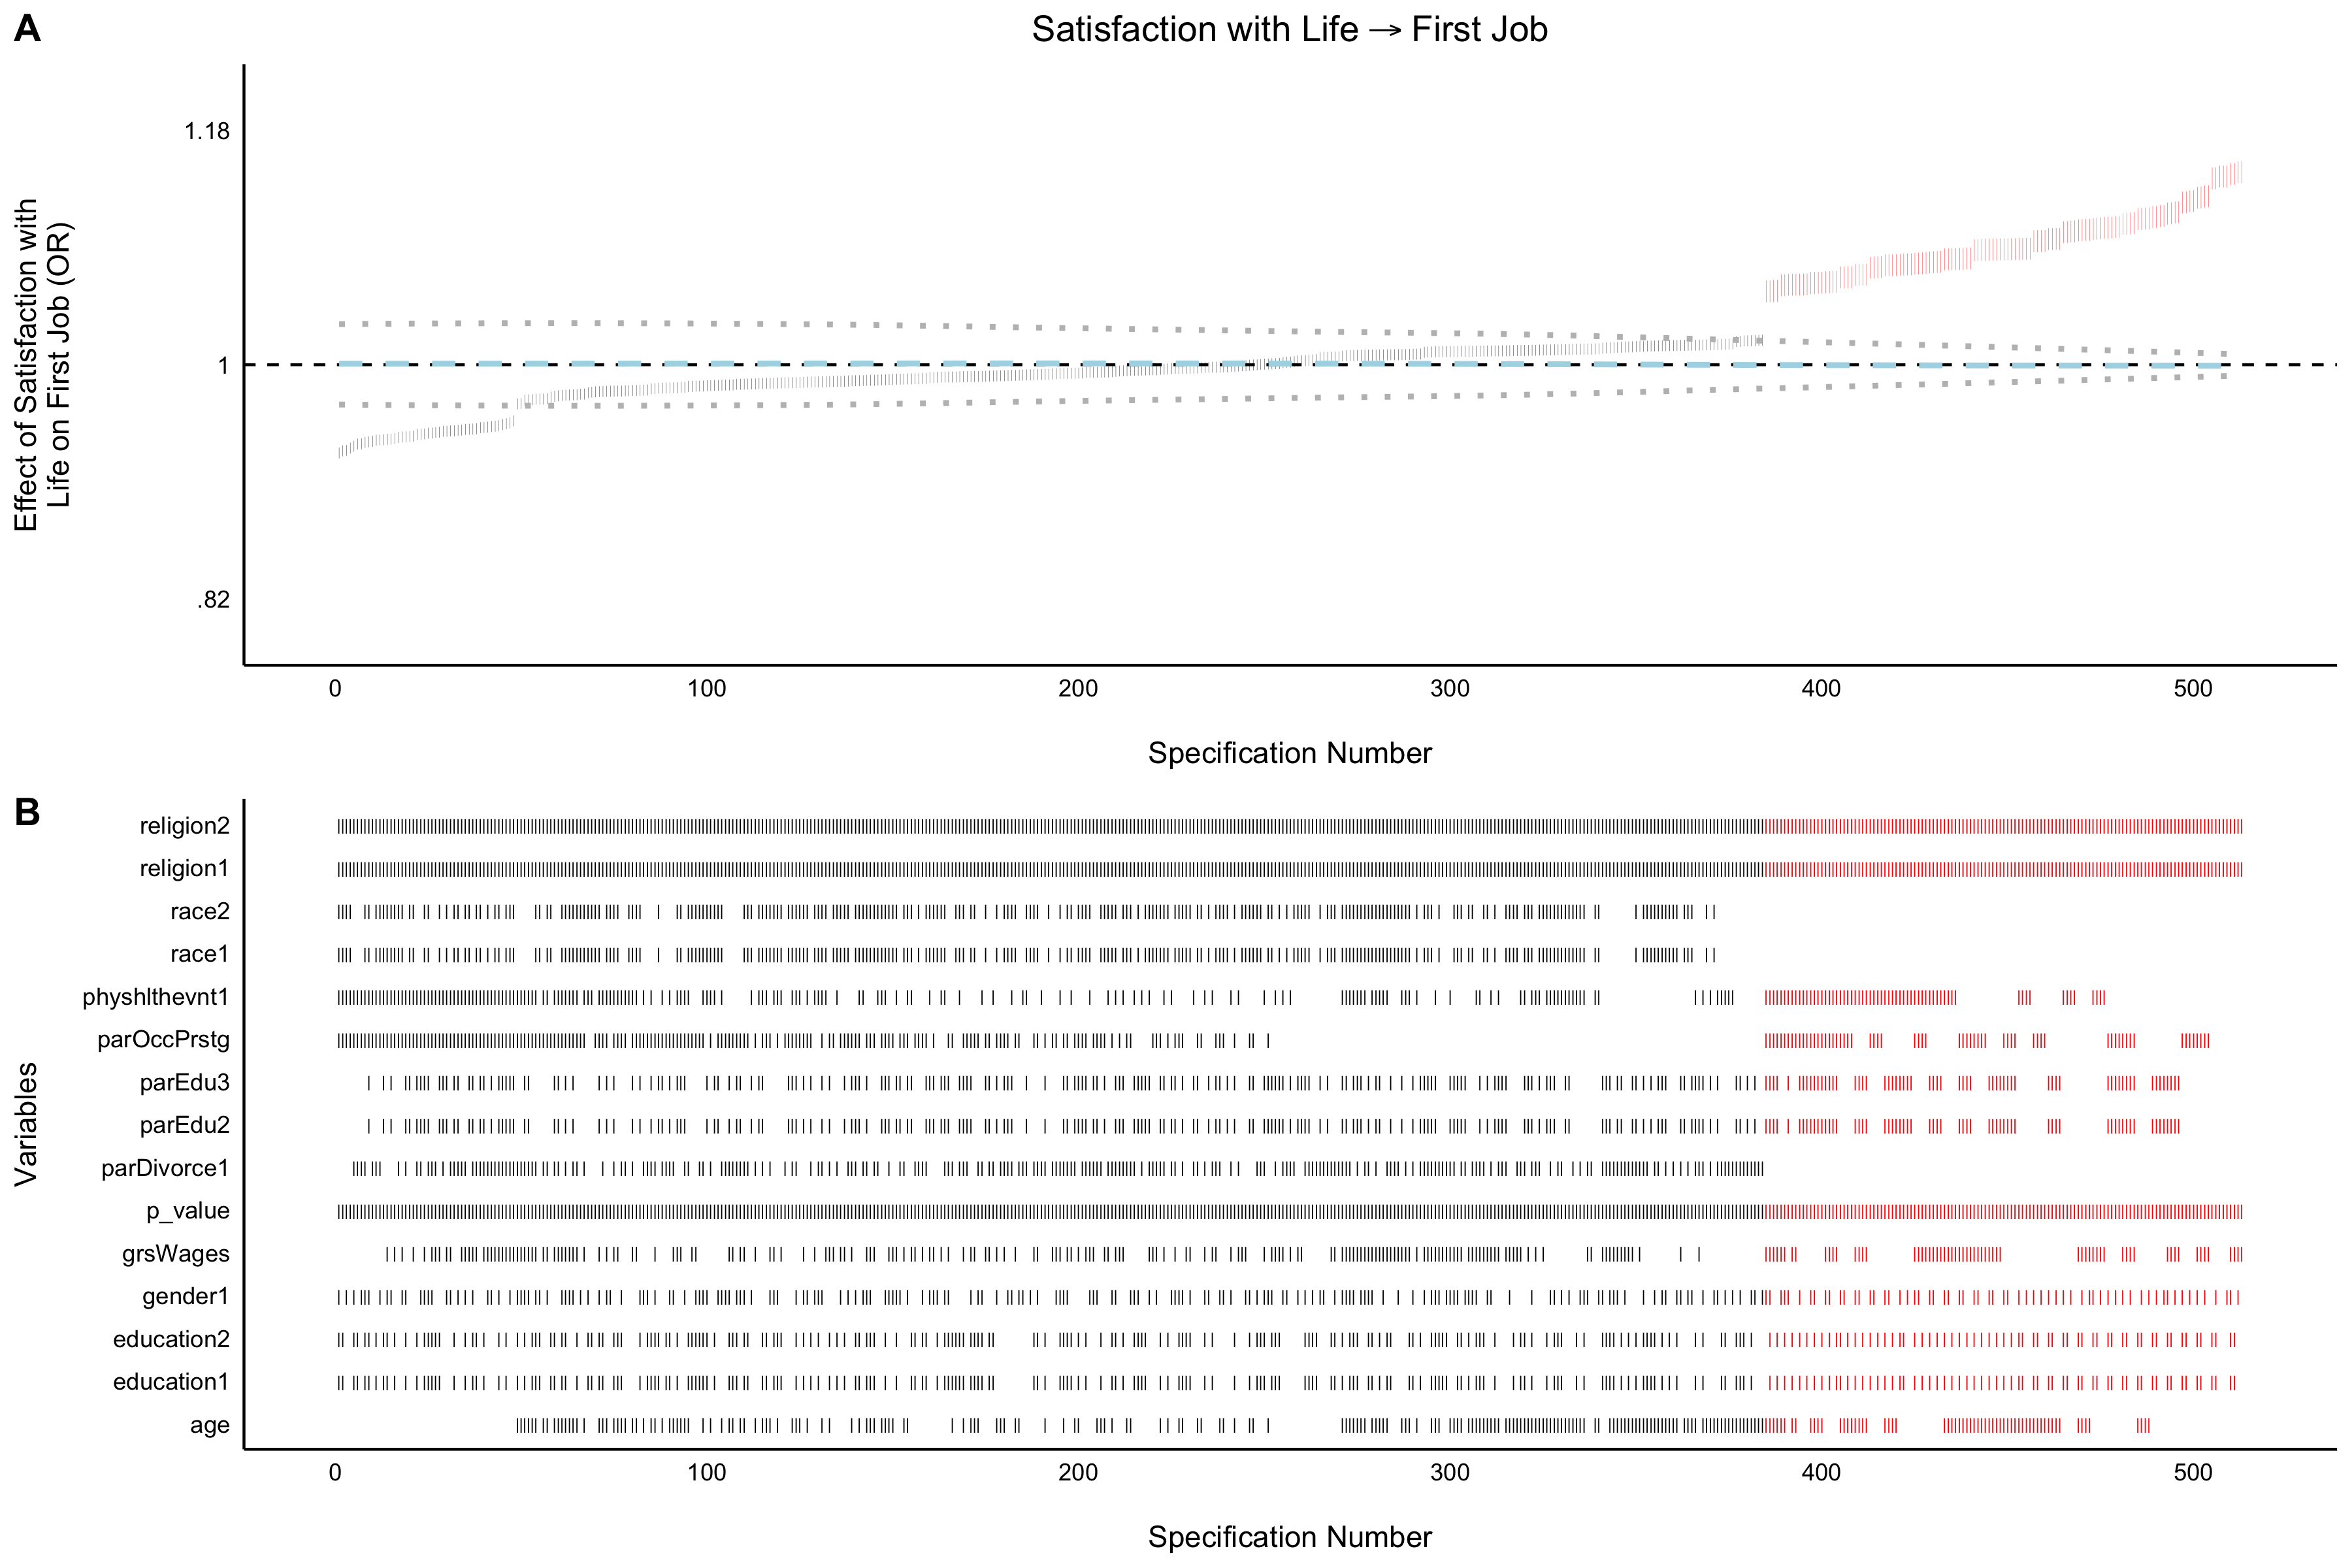 A
Satisfaction with Life → First Job
Effect of Satisfaction with
Life on First Job (OR)
1.18
1
.82
0 100 200 300 400 500
Specification Number
B
Variables
religion2
religion1
race2
race1
physhlthevnt1
parOccPrstg
parEdu3
parEdu2
parDivorce1
p_value
grsWages
gender1
education2
education1
age
0 100 200 300 400 500
Specification Number